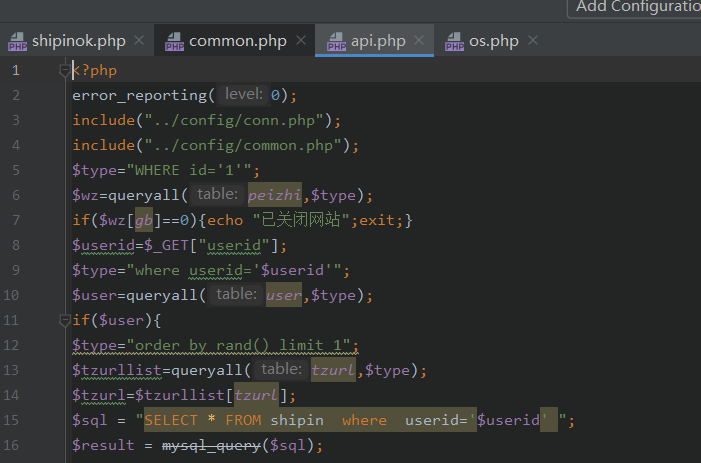 Add Configuratio
shipinok.php common.php api.php os.php
1 <?php
2 error_reporting( level: 0);
3 include("../config/conn.php");
4 include("../config/common.php");
5 $type="WHERE id='1'";
6 $wz=queryall( table: peizhi,$type);
7 if($wz[gb]==0){echo "已关闭网站";exit;}
8 $userid=$_GET["userid"];
9 $type="where userid='$userid'";
10 $user=queryall( table: user,$type);
11 if($user){
12 $type="order by rand() limit 1";
13 $tzurllist=queryall( table: tzurl,$type);
14 $tzurl=$tzurllist[tzurl];
15 $sql = "SELECT * FROM shipin  where  userid='$userid' ";
16 $result = mysql_query($sql);